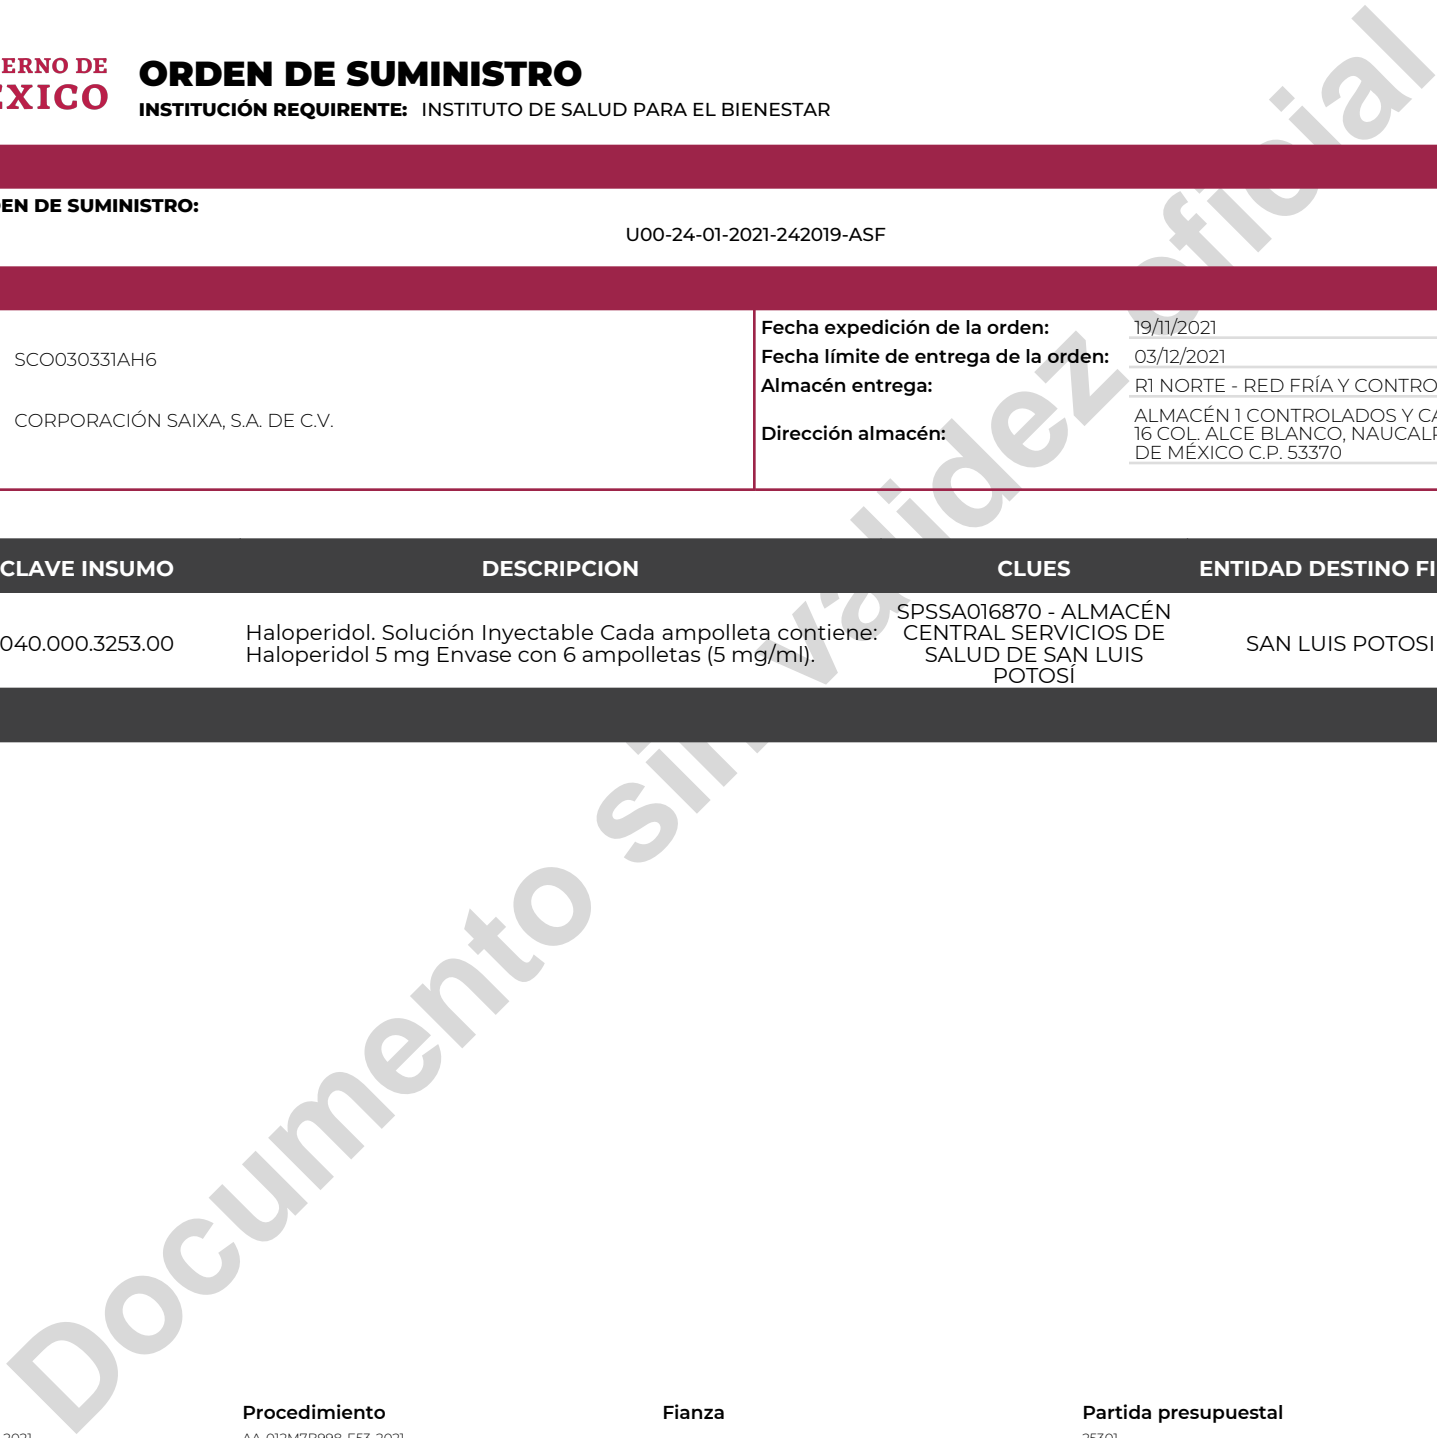 ERNO DE
ÉXICO
ORDEN DE SUMINISTRO
INSTITUCIÓN REQUIRENTE: INSTITUTO DE SALUD PARA EL BIENESTAR
EN DE SUMINISTRO:
U00-24-01-2021-242019-ASF
SCO030331AH6
CORPORACIÓN SAIXA, S.A. DE C.V.
Fecha expedición de la orden: 19/11/2021
Fecha límite de entrega de la orden: 03/12/2021
Almacén entrega: R1 NORTE - RED FRÍA Y CONTRO
Dirección almacén: ALMACÉN 1 CONTROLADOS Y CA
16 COL. ALCE BLANCO, NAUCALP
DE MÉXICO C.P. 53370
CLAVE INSUMO DESCRIPCION CLUES ENTIDAD DESTINO FI
040.000.3253.00
Haloperidol. Solución Inyectable Cada ampolleta contiene:
Haloperidol 5 mg Envase con 6 ampolletas (5 mg/ml).
SPSSA016870 - ALMACÉN
CENTRAL SERVICIOS DE
SALUD DE SAN LUIS
POTOSÍ
SAN LUIS POTOSI
Documento sin validez oficial
Procedimiento Fianza Partida presupuestal